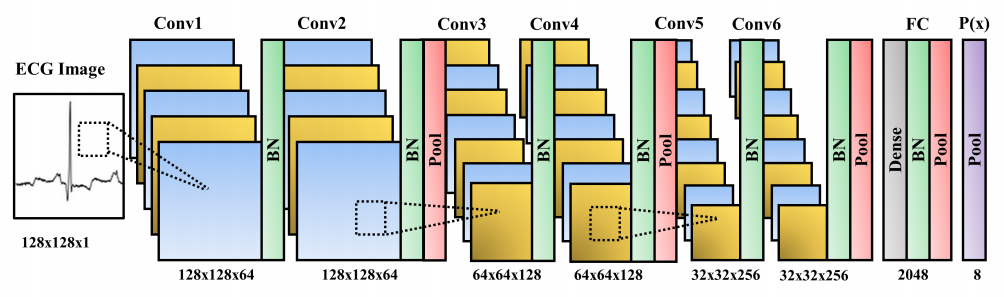 Conv1 Conv2 Conv3 Conv4 Conv5 Conv6 FC P(x)
ECG Image
BN BN Pool BN BN Pool BN BN Pool Dense BN Pool Pool
128x128x1
128x128x64 128x128x64 64x64x128 64x64x128 32x32x256 32x32x256 2048 8